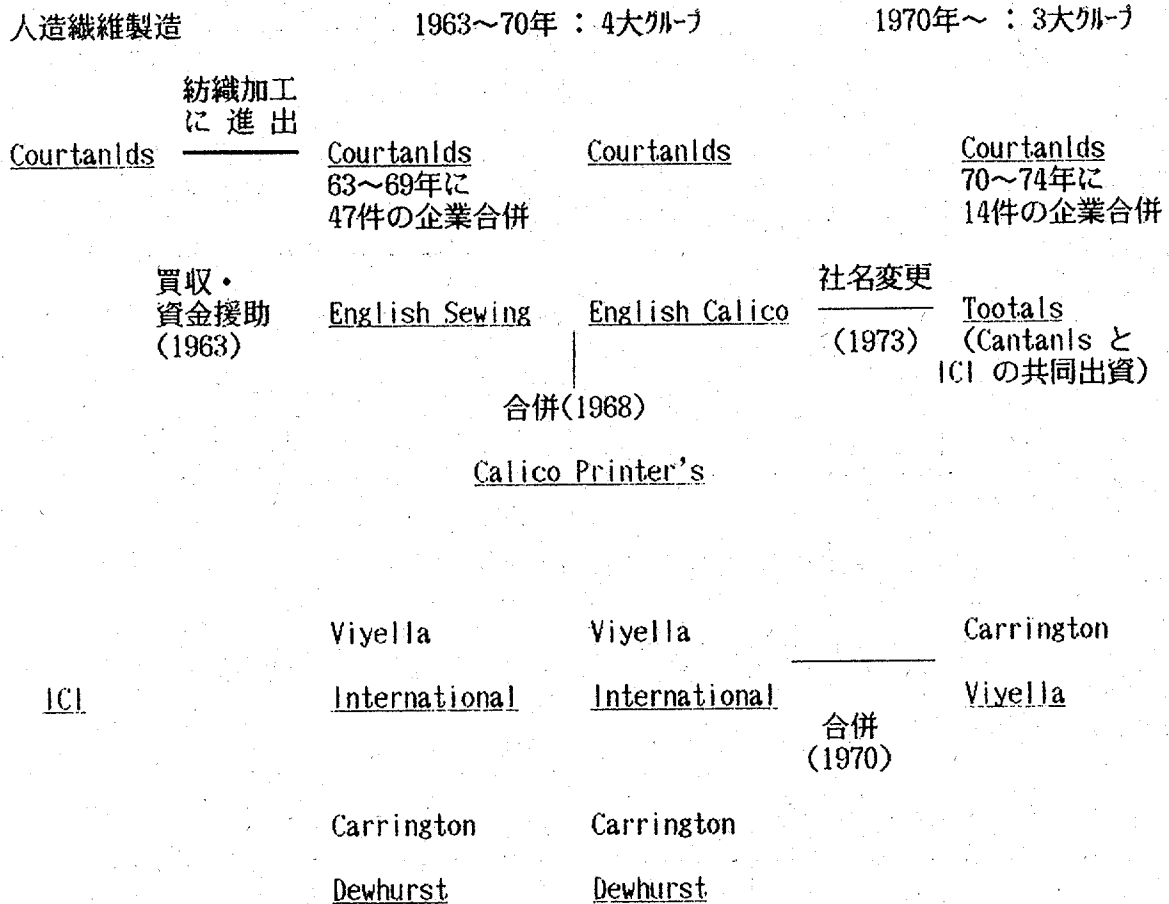 人造繊維製造 1963～70年 : 4大ｸﾞﾙｰﾌﾟ 1970年～ : 3大ｸﾞﾙｰﾌﾟ
紡織加工
に 進 出
Courtanlds Courtanlds Courtanlds Courtanlds
63～69年に 70～74年に
47件の企業合併 14件の企業合併
買収・ 社名変更
資金援助 English Sewing English Calico Tootals
(1963) (1973) (Cantanls と
ICI の共同出資)
合併(1968)
Calico Printer's
Viyella Viyella Carrington
ICI International International Viyella
合併
(1970)
Carrington Carrington
Dewhurst Dewhurst